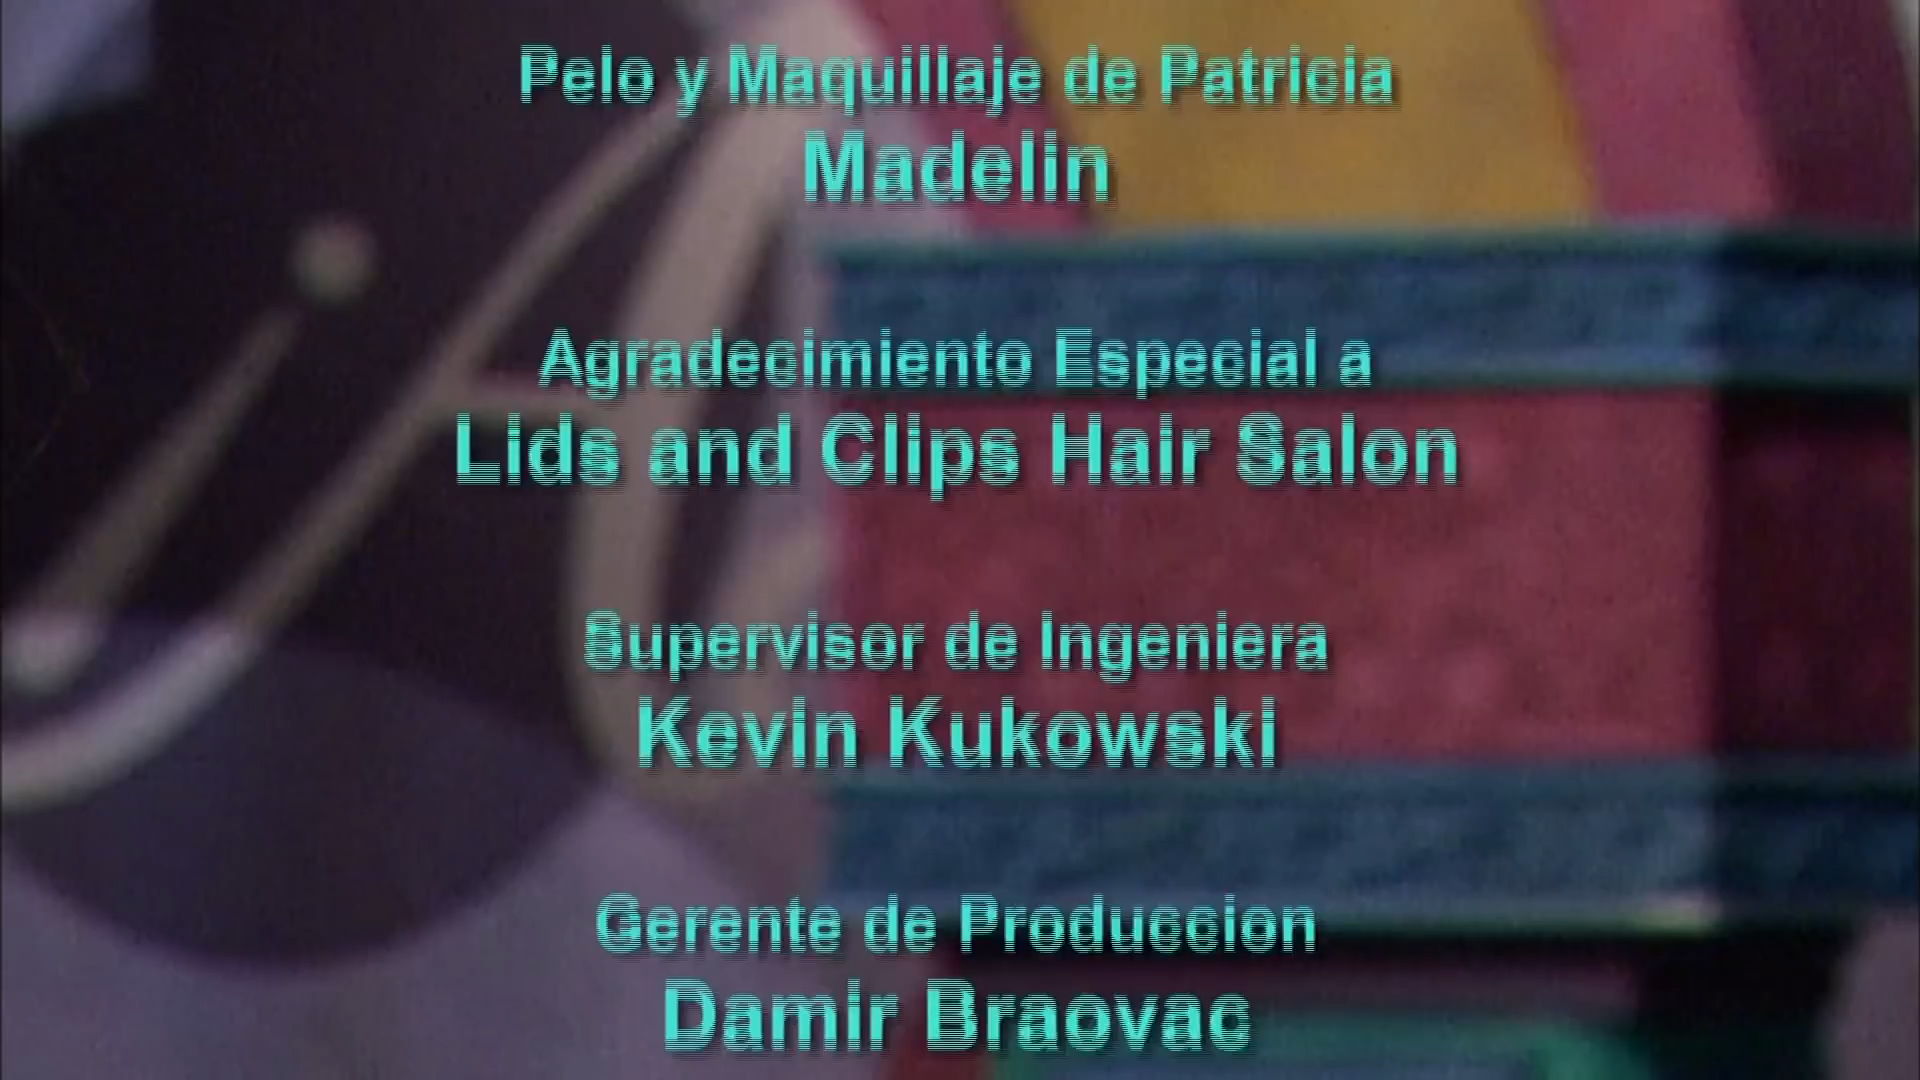 Pelo y Maquillaje de Patricia
Madelin
Agradecimiento Especial a
Lids and Clips Hair Salon
Supervisor de Ingeniera
Kevin Kukowski
Gerente de Produccion
Damir Braovac